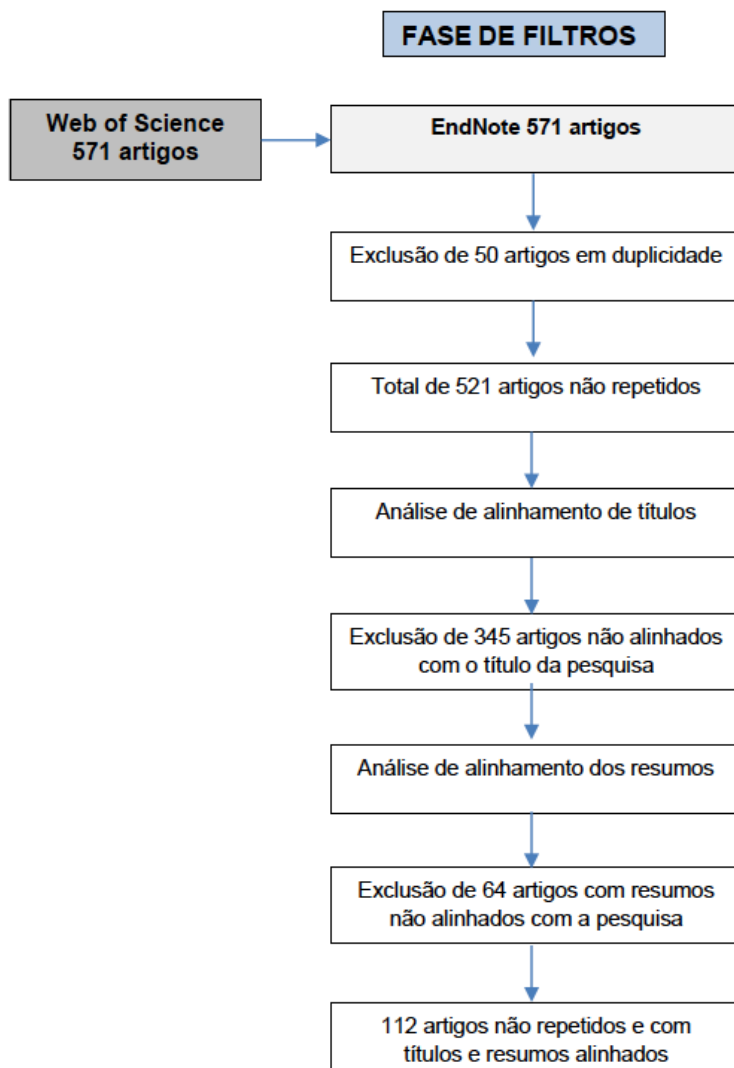 FASE DE FILTROS
Web of Science
571 artigos
EndNote 571 artigos
Exclusão de 50 artigos em duplicidade
Total de 521 artigos não repetidos
Análise de alinhamento de títulos
Exclusão de 345 artigos não alinhados
com o título da pesquisa
Análise de alinhamento dos resumos
Exclusão de 64 artigos com resumos
não alinhados com a pesquisa
112 artigos não repetidos e com
títulos e resumos alinhados